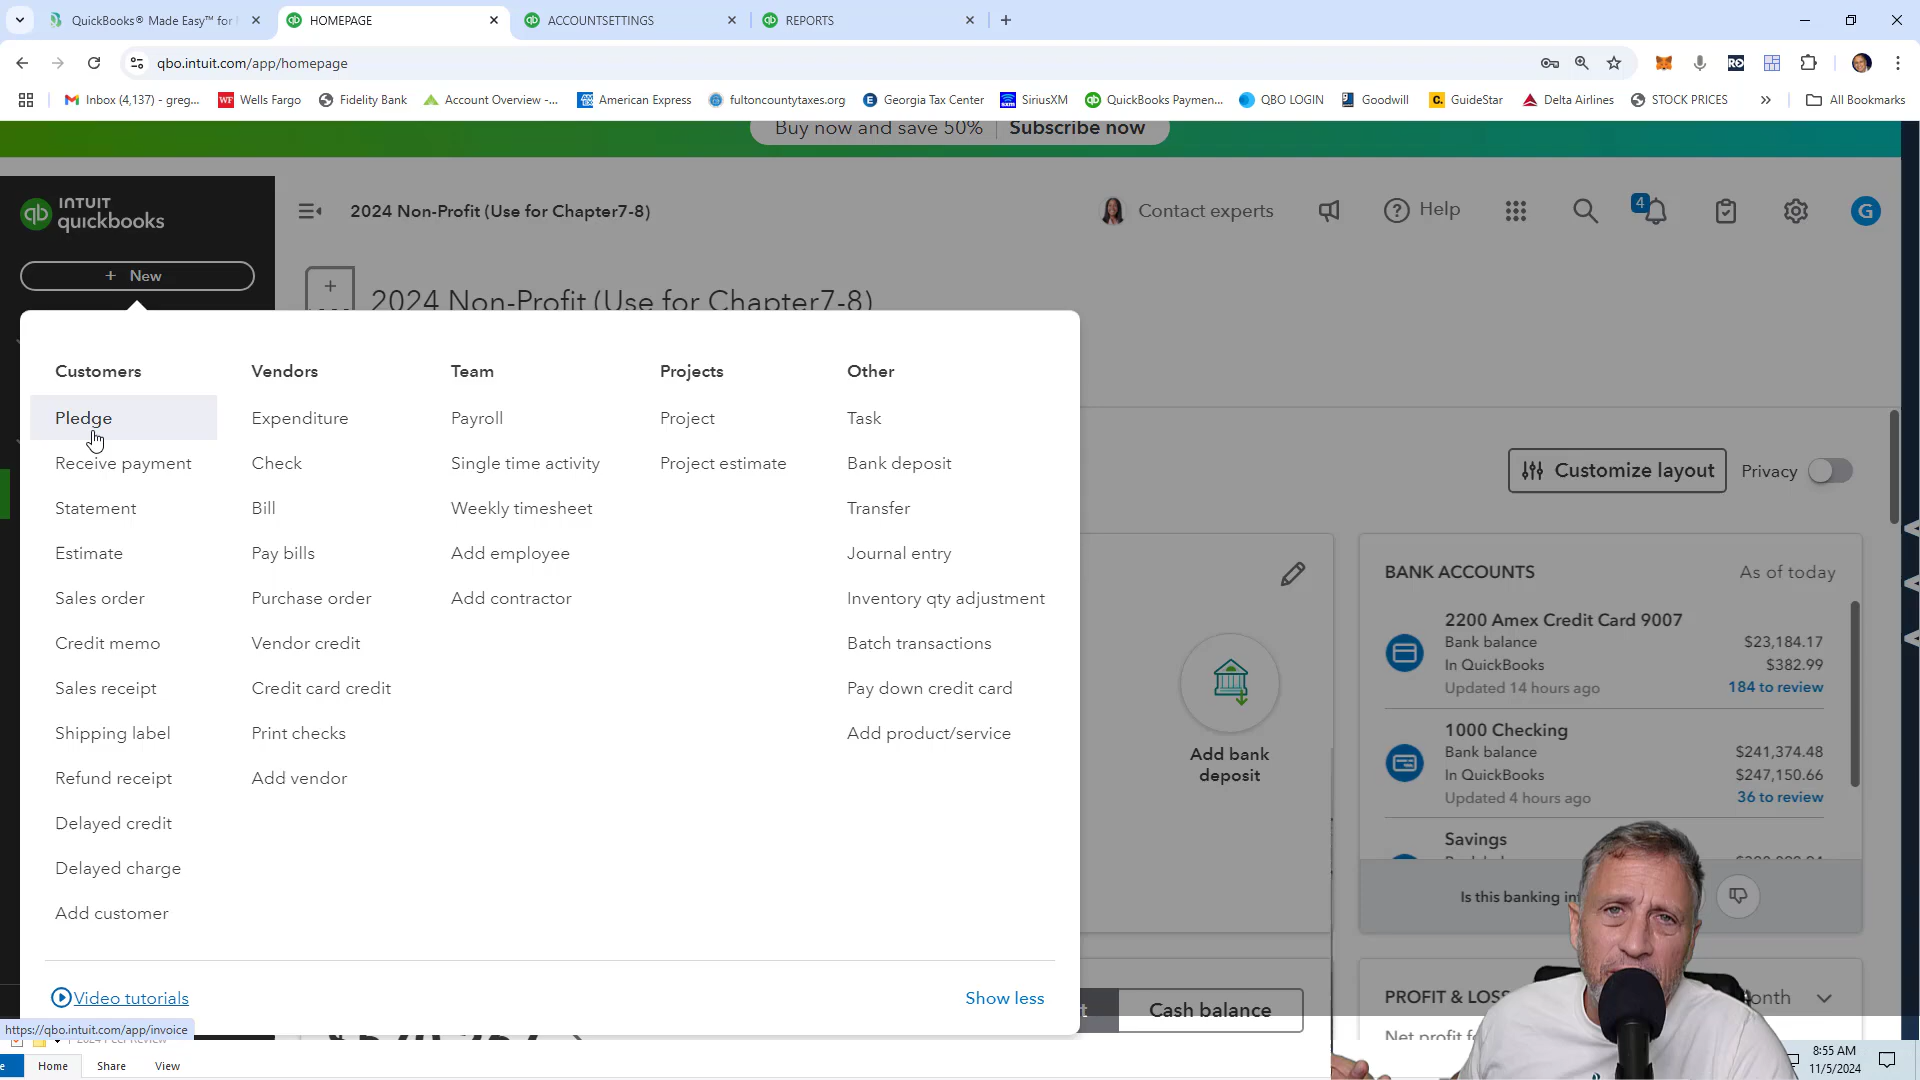 QuickBooks® Made Easy™ for
HOMEPAGE
ACCOUNTSETTINGS
REPORTS
qbo.intuit.com/app/homepage
Inbox (4,137) - greg...
Wells Fargo
Fidelity Bank
Account Overview -...
American Express
fultoncountytaxes.org
Georgia Tax Center
SiriusXM
QuickBooks Paymen...
QBO LOGIN
Goodwill
GuideStar
Delta Airlines
STOCK PRICES
All Bookmarks
Buy now and save 50%
Subscribe now
INTUIT
quickbooks
2024 Non-Profit (Use for Chapter7-8)
Contact experts
Help
4
G
+ New
2024 Non-Profit (Use for Chapter7-8)
Customers
Pledge
Receive payment
Statement
Estimate
Sales order
Credit memo
Sales receipt
Shipping label
Refund receipt
Delayed credit
Delayed charge
Add customer
Vendors
Expenditure
Check
Bill
Pay bills
Purchase order
Vendor credit
Credit card credit
Print checks
Add vendor
Team
Payroll
Single time activity
Weekly timesheet
Add employee
Add contractor
Projects
Project
Project estimate
Other
Task
Bank deposit
Transfer
Journal entry
Inventory qty adjustment
Batch transactions
Pay down credit card
Add product/service
Video tutorials
Show less
Customize layout
Privacy
Add bank
deposit
BANK ACCOUNTS
As of today
2200 Amex Credit Card 9007
Bank balance $23,184.17
In QuickBooks $382.99
Updated 14 hours ago 184 to review
1000 Checking
Bank balance $241,374.48
In QuickBooks $247,150.66
Updated 4 hours ago 36 to review
Savings
Is this banking
Cash balance
PROFIT & LOSS
Net profit
https://qbo.intuit.com/app/invoice
Home
Share
View
8:55 AM
11/5/2024